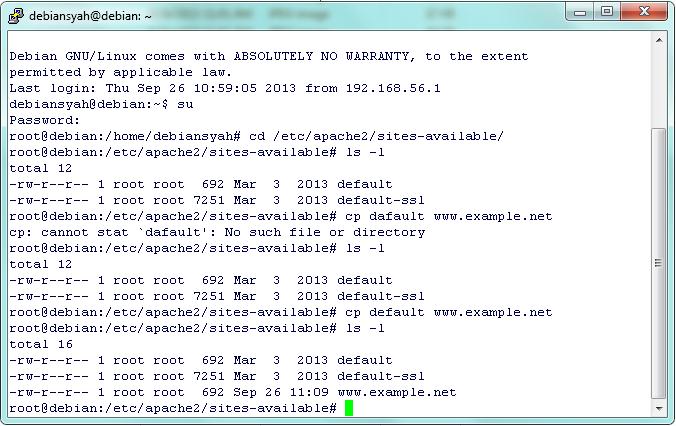 debiansyah@debian: ~
Debian GNU/Linux comes with ABSOLUTELY NO WARRANTY, to the extent
permitted by applicable law.
Last login: Thu Sep 26 10:59:05 2013 from 192.168.56.1
debiansyah@debian:~$ su
Password:
root@debian:/home/debiansyah# cd /etc/apache2/sites-available/
root@debian:/etc/apache2/sites-available# ls -l
total 12
-rw-r--r-- 1 root root  692 Mar  3  2013 default
-rw-r--r-- 1 root root 7251 Mar  3  2013 default-ssl
root@debian:/etc/apache2/sites-available# cp dafault www.example.net
cp: cannot stat `dafault': No such file or directory
root@debian:/etc/apache2/sites-available# ls -l
total 12
-rw-r--r-- 1 root root  692 Mar  3  2013 default
-rw-r--r-- 1 root root 7251 Mar  3  2013 default-ssl
root@debian:/etc/apache2/sites-available# cp default www.example.net
root@debian:/etc/apache2/sites-available# ls -l
total 16
-rw-r--r-- 1 root root  692 Mar  3  2013 default
-rw-r--r-- 1 root root 7251 Mar  3  2013 default-ssl
-rw-r--r-- 1 root root  692 Sep 26 11:09 www.example.net
root@debian:/etc/apache2/sites-available#